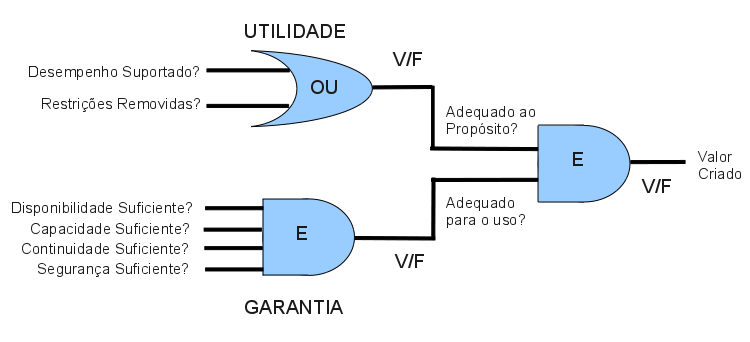 UTILIDADE
Desempenho Suportado?
Restrições Removidas?
OU
V/F
Adequado ao
Propósito?
E
Valor
Criado
V/F
Disponibilidade Suficiente?
Capacidade Suficiente?
Continuidade Suficiente?
Segurança Suficiente?
E
V/F
Adequado
para o uso?
GARANTIA